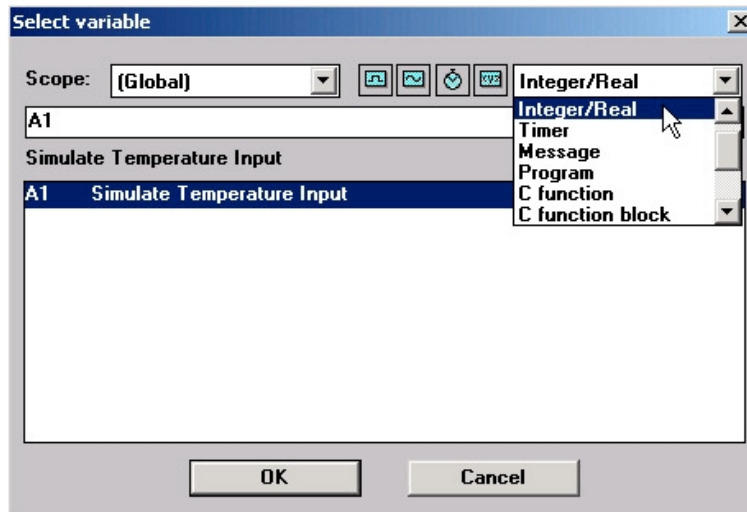 Select variable
Scope: (Global) xyz Integer/Real
A1
Integer/Real
Timer
Message
Program
C function
C function block
Simulate Temperature Input
A1 Simulate Temperature Input
OK Cancel